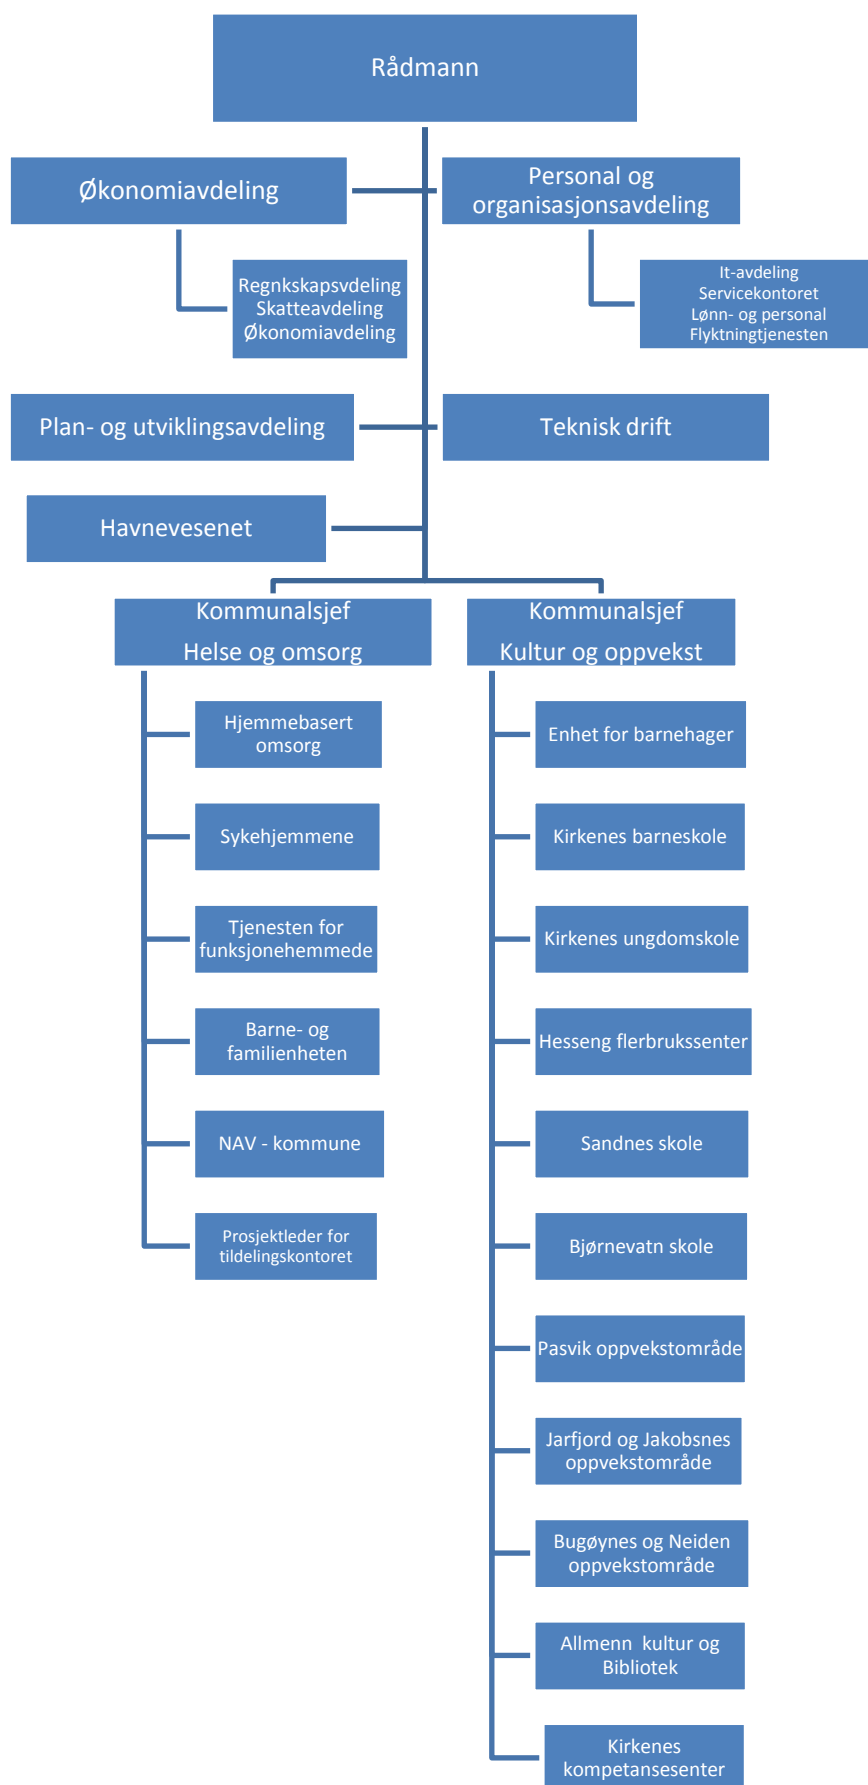 Rådmann
Økonomiavdeling
Personal og
organisasjonsavdeling
Regnkskapsvdeling
Skatteavdeling
Økonomiavdeling
It-avdeling
Servicekontoret
Lønn- og personal
Flyktningtjenesten
Plan- og utviklingsavdeling
Teknisk drift
Havnevesenet
Kommunalsjef
Helse og omsorg
Kommunalsjef
Kultur og oppvekst
Hjemmebasert
omsorg
Sykehjemmene
Tjenesten for
funksjonehemmede
Barne- og
familienheten
NAV - kommune
Prosjektleder for
tildelingskontoret
Enhet for barnehager
Kirkenes barneskole
Kirkenes ungdomskole
Hesseng flerbrukssenter
Sandnes skole
Bjørnevatn skole
Pasvik oppvekstområde
Jarfjord og Jakobsnes
oppvekstområde
Bugøynes og Neiden
oppvekstområde
Allmenn  kultur og
Bibliotek
Kirkenes
kompetansesenter